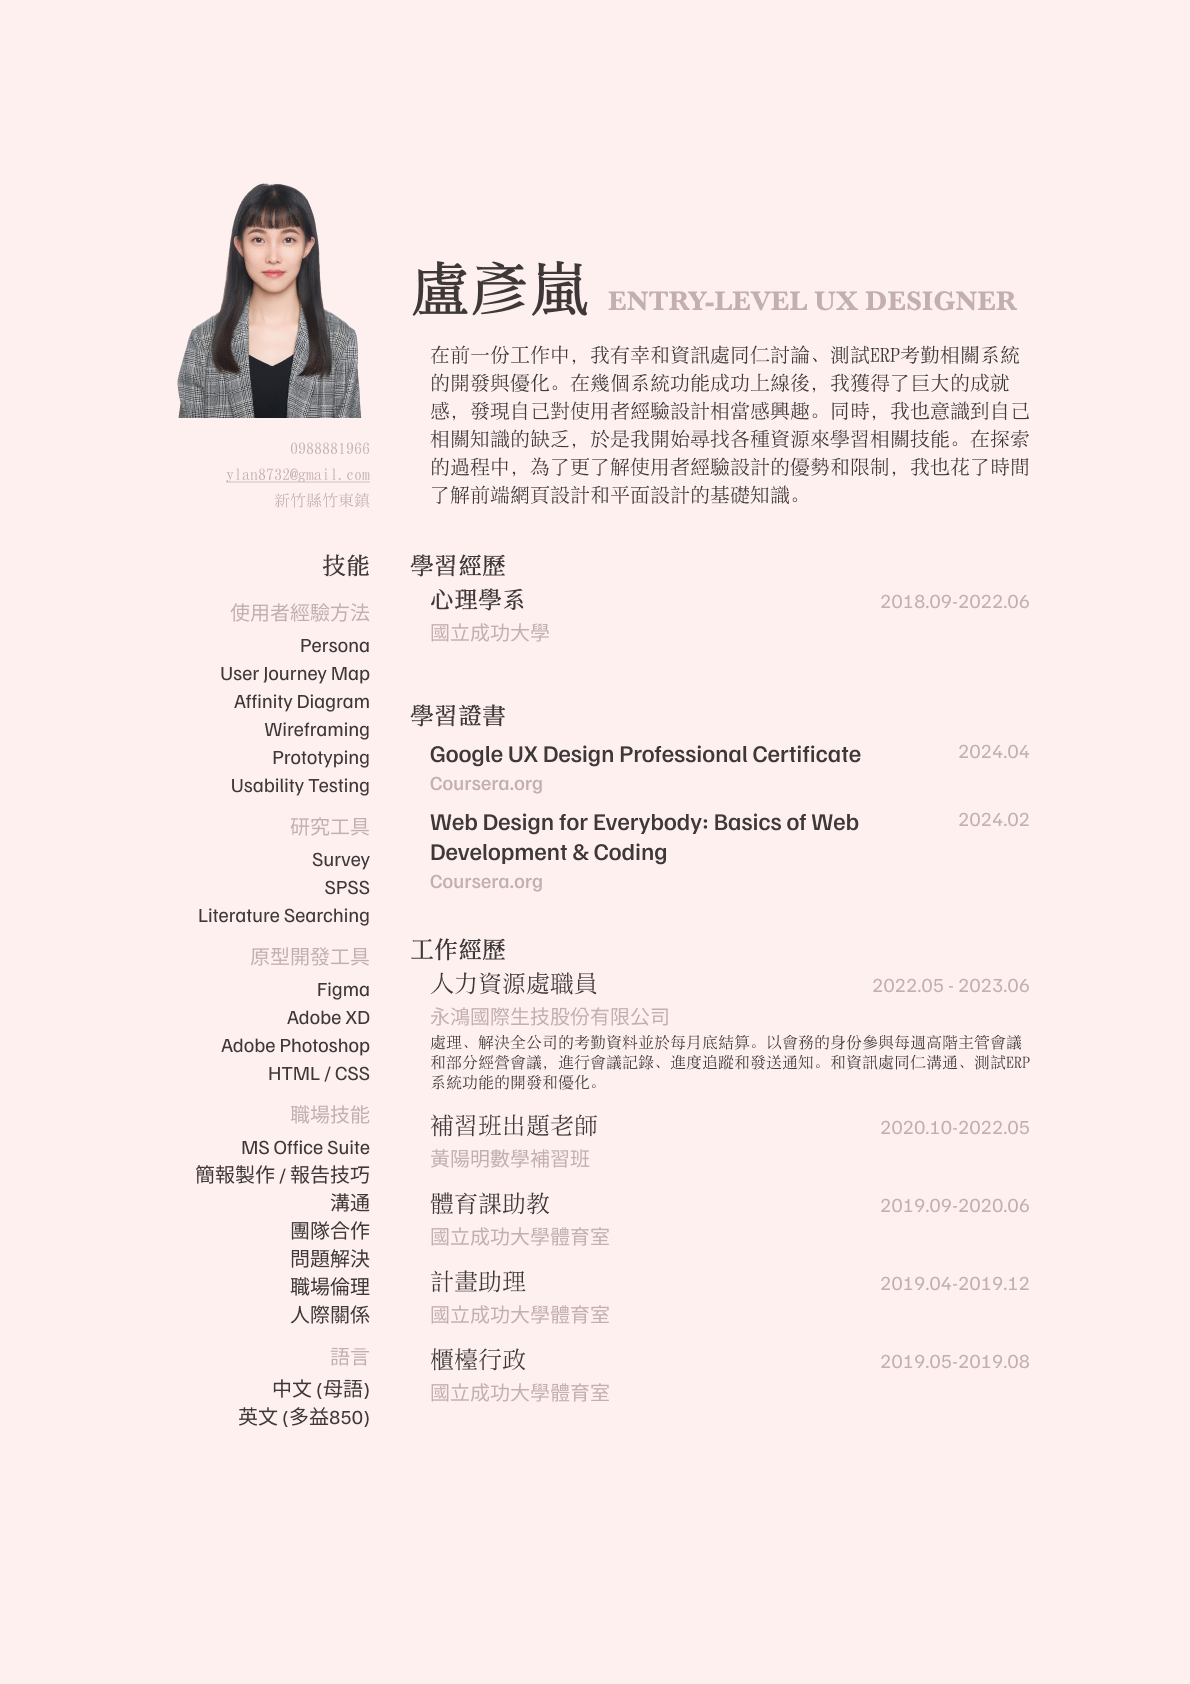 盧彥嵐 ENTRY-LEVEL UX DESIGNER
在前一份工作中，我有幸和資訊處同仁討論、測試ERP考勤相關系統
的開發與優化。在幾個系統功能成功上線後，我獲得了巨大的成就
感，發現自己對使用者經驗設計相當感興趣。同時，我也意識到自己
相關知識的缺乏，於是我開始尋找各種資源來學習相關技能。在探索
的過程中，為了更了解使用者經驗設計的優勢和限制，我也花了時間
了解前端網頁設計和平面設計的基礎知識。
0988881966
ylan8732@gmail.com
新竹縣竹東鎮
技能
使用者經驗方法
Persona
User Journey Map
Affinity Diagram
Wireframing
Prototyping
Usability Testing
研究工具
Survey
SPSS
Literature Searching
原型開發工具
Figma
Adobe XD
Adobe Photoshop
HTML / CSS
職場技能
MS Office Suite
簡報製作 / 報告技巧
溝通
團隊合作
問題解決
職場倫理
人際關係
語言
中文 (母語)
英文 (多益850)
學習經歷
心理學系 2018.09-2022.06
國立成功大學
學習證書
Google UX Design Professional Certificate 2024.04
Coursera.org
Web Design for Everybody: Basics of Web 2024.02
Development & Coding
Coursera.org
工作經歷
人力資源處職員 2022.05 - 2023.06
永鴻國際生技股份有限公司
處理、解決全公司的考勤資料並於每月底結算。以會務的身份參與每週高階主管會議
和部分經營會議，進行會議記錄、進度追蹤和發送通知。和資訊處同仁溝通、測試ERP
系統功能的開發和優化。
補習班出題老師 2020.10-2022.05
黃陽明數學補習班
體育課助教 2019.09-2020.06
國立成功大學體育室
計畫助理 2019.04-2019.12
國立成功大學體育室
櫃檯行政 2019.05-2019.08
國立成功大學體育室